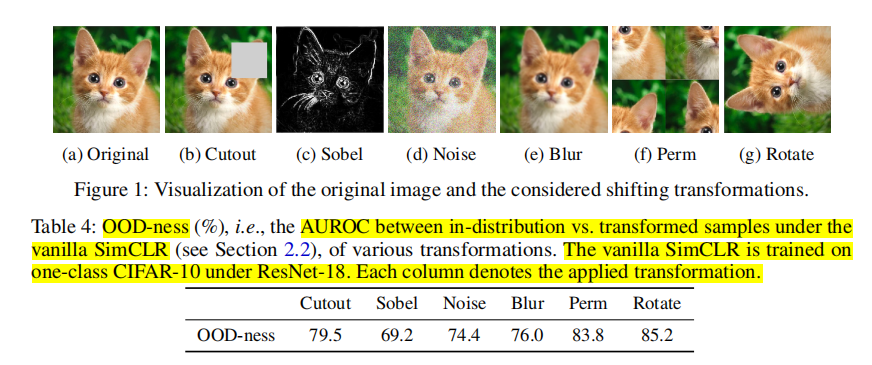 (a) Original (b) Cutout (c) Sobel (d) Noise (e) Blur (f) Perm (g) Rotate
Figure 1: Visualization of the original image and the considered shifting transformations.
Table 4: OOD-ness (%), i.e., the AUROC between in-distribution vs. transformed samples under the
vanilla SimCLR (see Section 2.2), of various transformations. The vanilla SimCLR is trained on
one-class CIFAR-10 under ResNet-18. Each column denotes the applied transformation.
Cutout Sobel Noise Blur Perm Rotate
OOD-ness 79.5 69.2 74.4 76.0 83.8 85.2